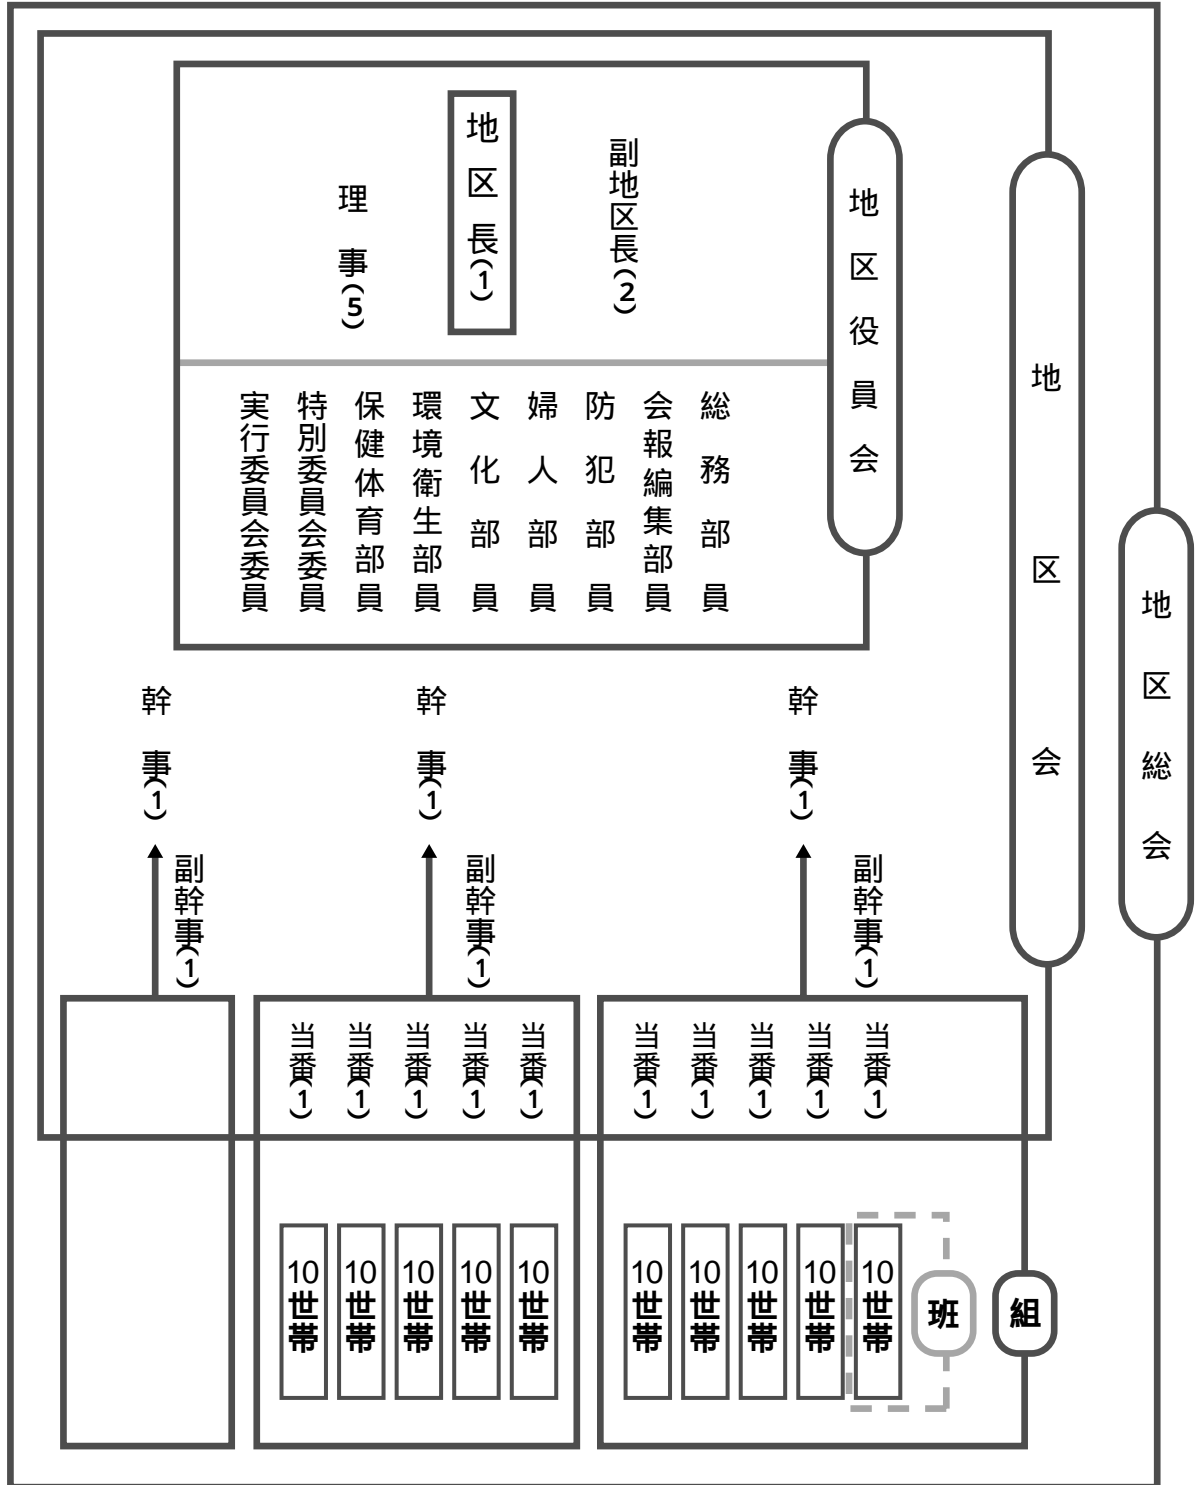 地区総会
地区会
地区役員会
副地区長(2)
地区長(1)
理事(5)
総務部員
会報編集部員
防犯部員
婦人部員
文化部員
環境衛生部員
保健体育部員
特別委員会委員
実行委員会委員
幹事(1)
幹事(1)
幹事(1)
副幹事(1)
副幹事(1)
副幹事(1)
当番(1)
当番(1)
当番(1)
当番(1)
当番(1)
当番(1)
当番(1)
当番(1)
当番(1)
当番(1)
組
班
10世帯
10世帯
10世帯
10世帯
10世帯
10世帯
10世帯
10世帯
10世帯
10世帯